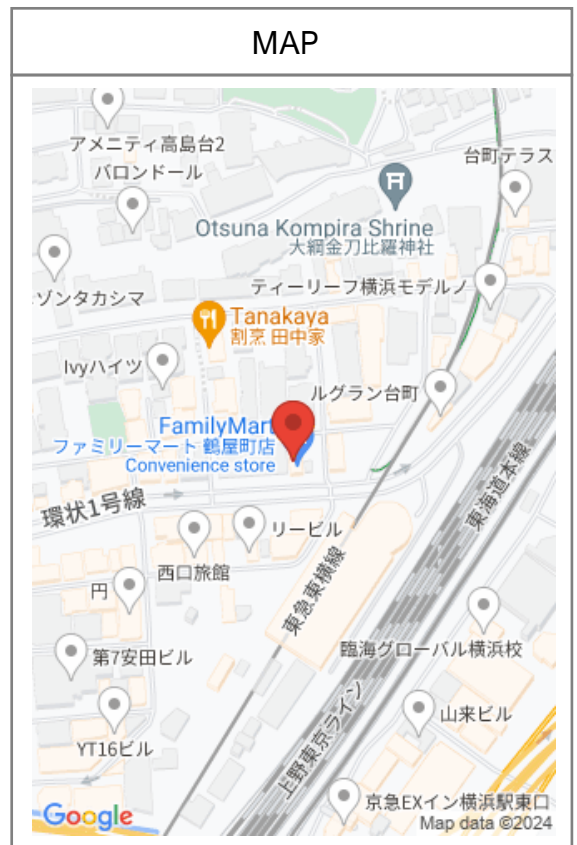 MAP
アメニティ高島台2
バロンドール
台町テラス
Otsuna Kompira Shrine
大綱金刀比羅神社
ティーリーフ横浜モデルノ
ゾンタカシマ
Tanakaya
割烹 田中家
Ivyハイツ
ルグラン台町
FamilyMart
ファミリーマート 鶴屋町店
Convenience store
東海道本線
環状1号線
リービル
西口旅館
東急東横線
円
臨海グローバル横浜校
第7安田ビル
上野東京ライン
山来ビル
YT16ビル
京急EXイン横浜駅東口
Google
Map data ©2024